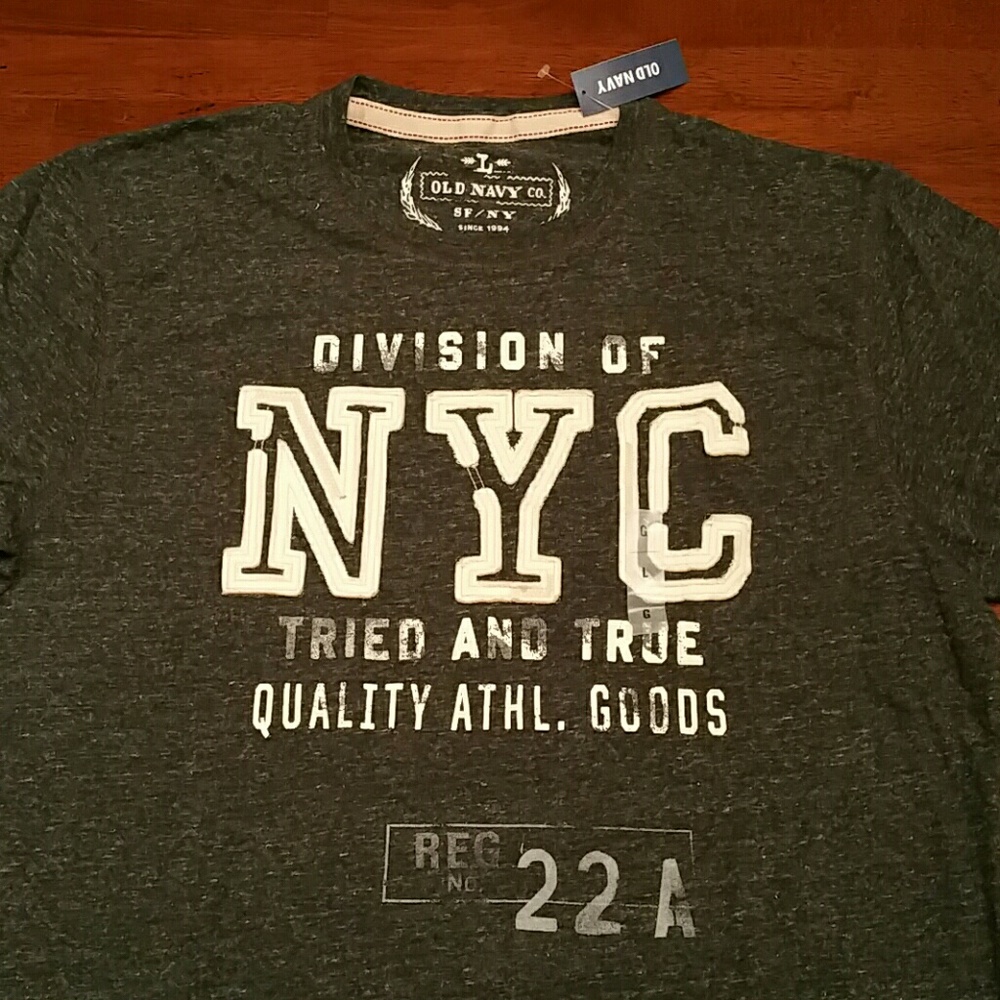 OLD NAVY
L
OLD NAVY CO.
SF/NY
SINCE 1994
DIVISION OF
NYC
G
L
G
TRIED AND TRUE
QUALITY ATHL. GOODS
REG
NO.
22A